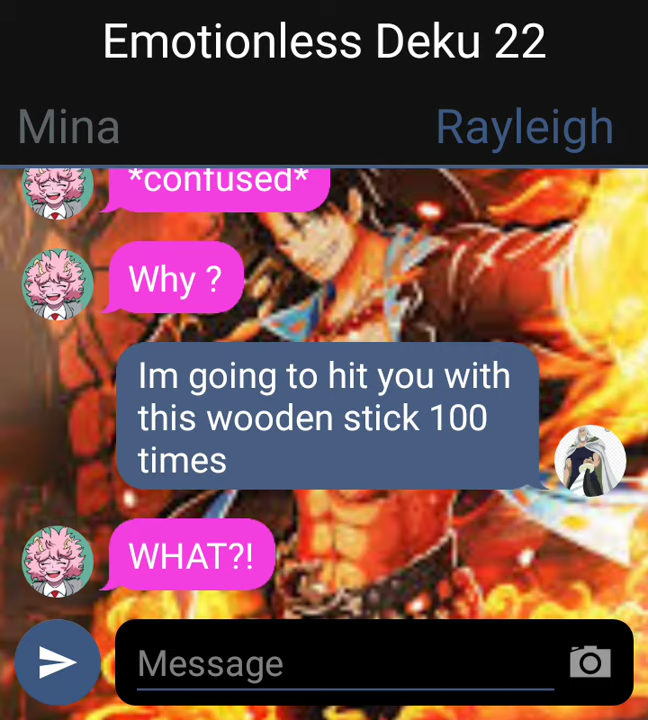 Emotionless Deku 22
Mina
Rayleigh
*confused*
Why ?
Im going to hit you with
this wooden stick 100
times
WHAT?!
Message